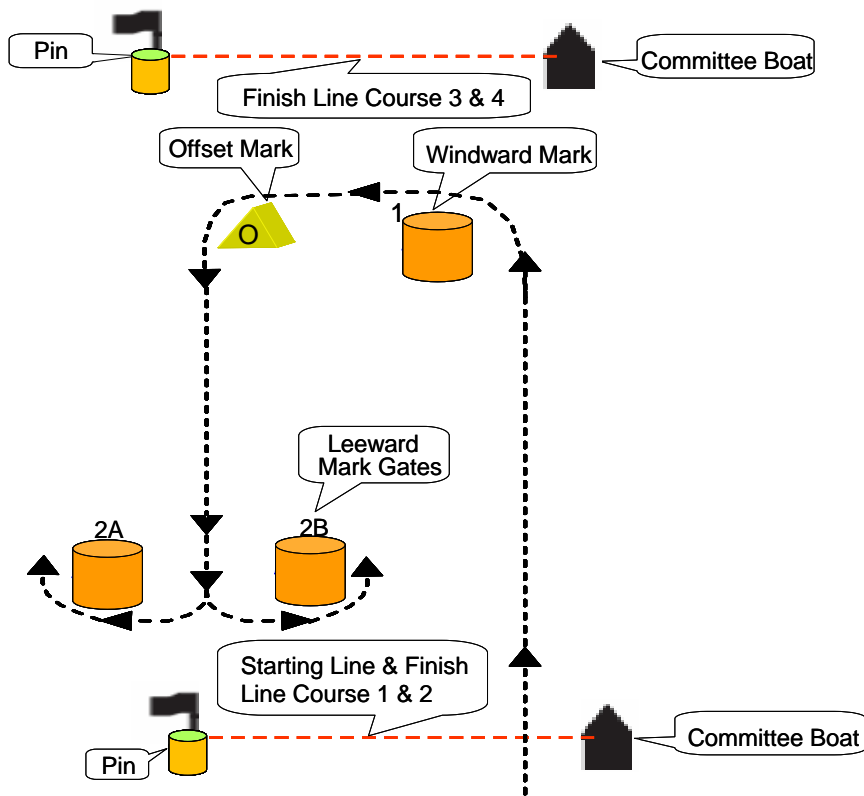 Pin
Committee Boat
Finish Line Course 3 & 4
Offset Mark
Windward Mark
1
O
Leeward
Mark Gates
2A
2B
Starting Line & Finish
Line Course 1 & 2
Pin
Committee Boat